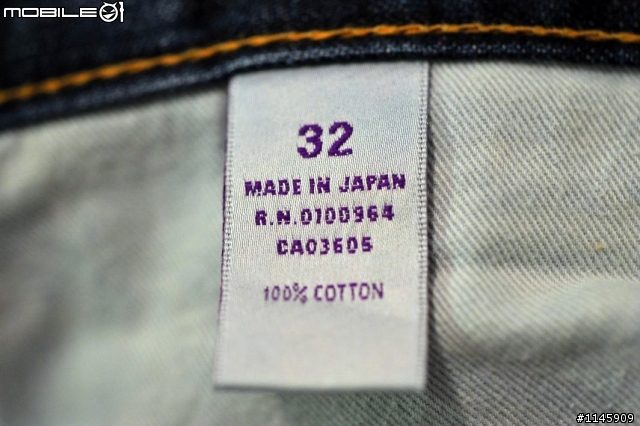 MOBILE01
32
MADE IN JAPAN
R.N.0100964
CA03605
100% COTTON
#1145909